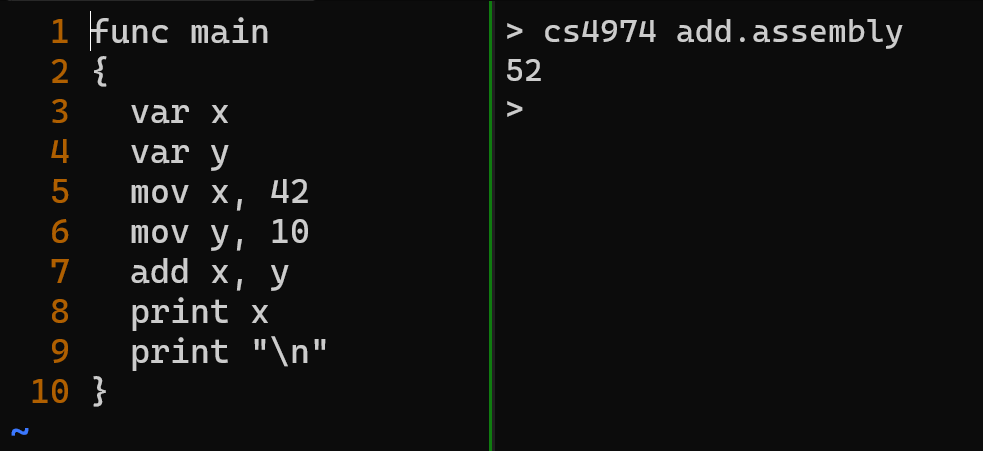 1 func main
2 {
3   var x
4   var y
5   mov x, 42
6   mov y, 10
7   add x, y
8   print x
9   print "\n"
10 }
~
> cs4974 add.assembly
52
>